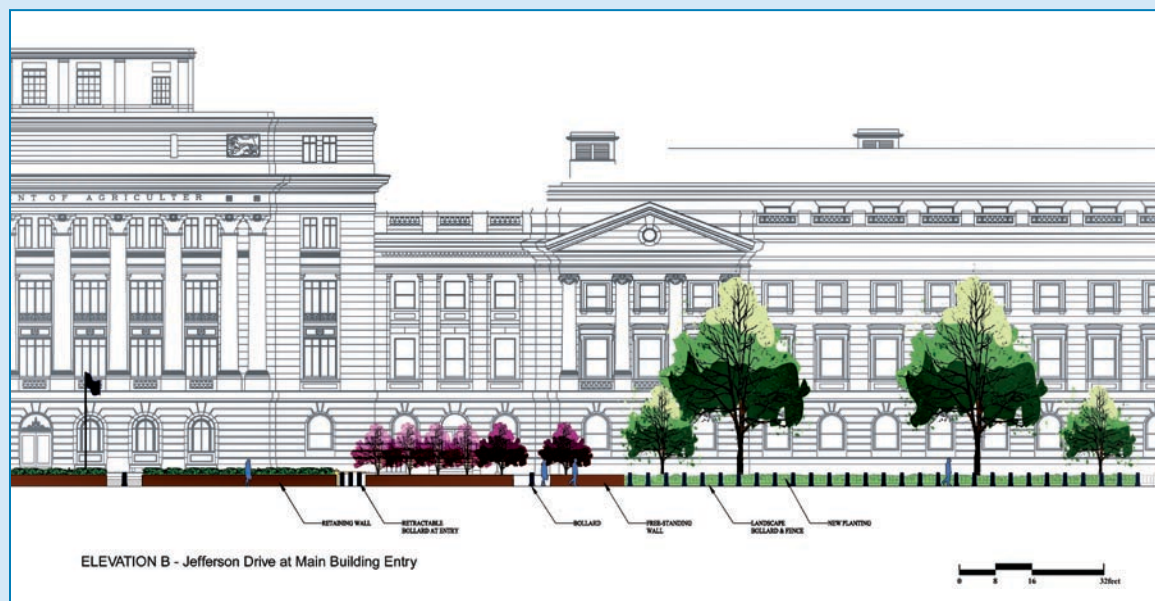 NT OF AGRICULTER
RETAINING WALL
RETRACTABLE
BOLLARD AT ENTRY
BOLLARD
FREE-STANDING
WALL
LANDSCAPE
BOLLARD & FENCE
NEW PLANTING
ELEVATION B - Jefferson Drive at Main Building Entry
0 8 16 32feet